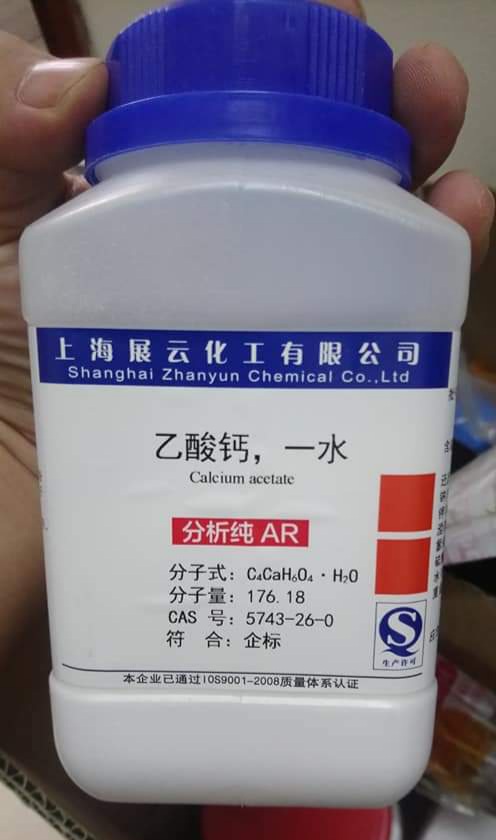 上海展云化工有限公司
Shanghai Zhanyun Chemical Co.,Ltd
乙酸钙，一水
Calcium acetate
分析纯 AR
分子式：C₄CaH₆O₄·H₂O
分子量：176.18
CAS 号：5743-26-0
符 合：企标
生产许可
本企业已通过IOS9001-2008质量体系认证